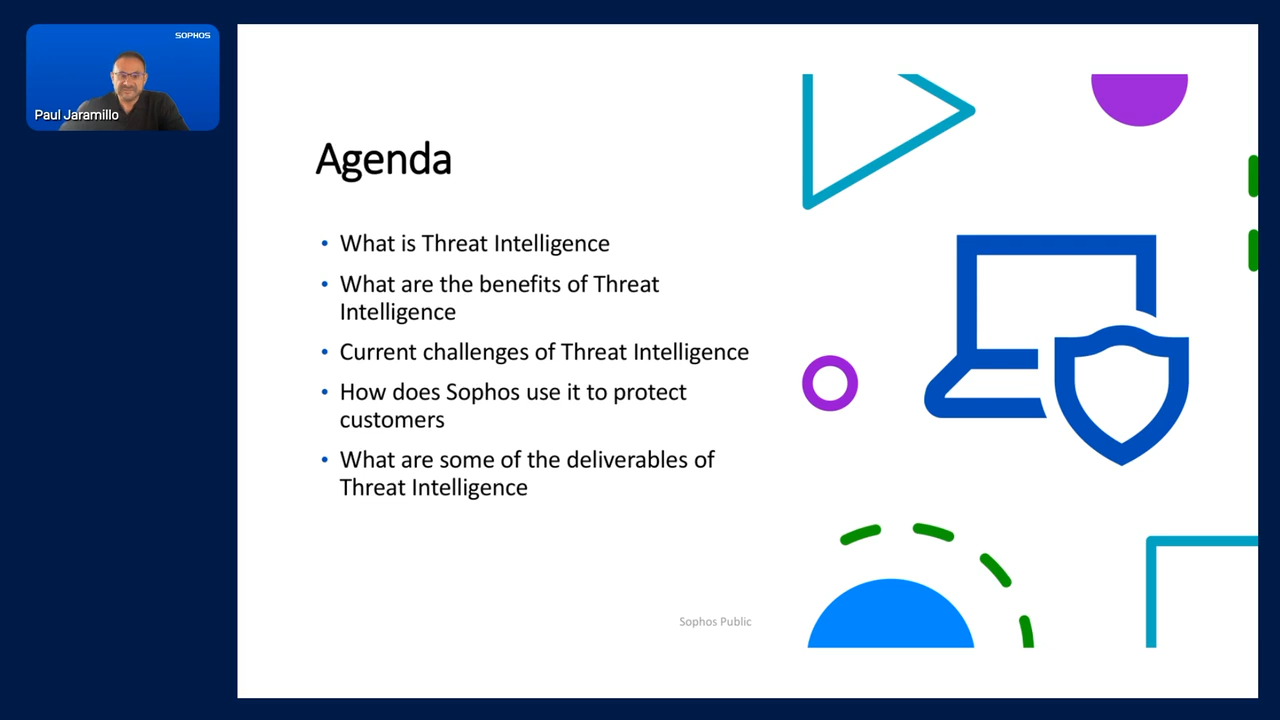 SOPHOS
Paul Jaramillo
Agenda
• What is Threat Intelligence
• What are the benefits of Threat
Intelligence
• Current challenges of Threat Intelligence
• How does Sophos use it to protect
customers
• What are some of the deliverables of
Threat Intelligence
Sophos Public